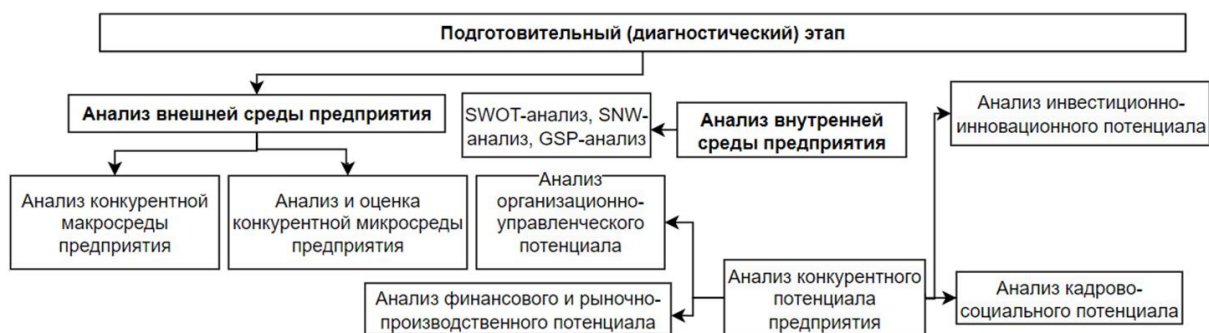 Подготовительный (диагностический) этап
Анализ внешней среды предприятия
SWOT-анализ, SNW-
анализ, GSP-анализ
Анализ внутренней
среды предприятия
Анализ инвестиционно-
инновационного потенциала
Анализ конкурентной
макросреды
предприятия
Анализ и оценка
конкурентной микросреды
предприятия
Анализ
организационно-
управленческого
потенциала
Анализ финансового и рыночно-
производственного потенциала
Анализ конкурентного
потенциала
предприятия
Анализ кадрово-
социального потенциала